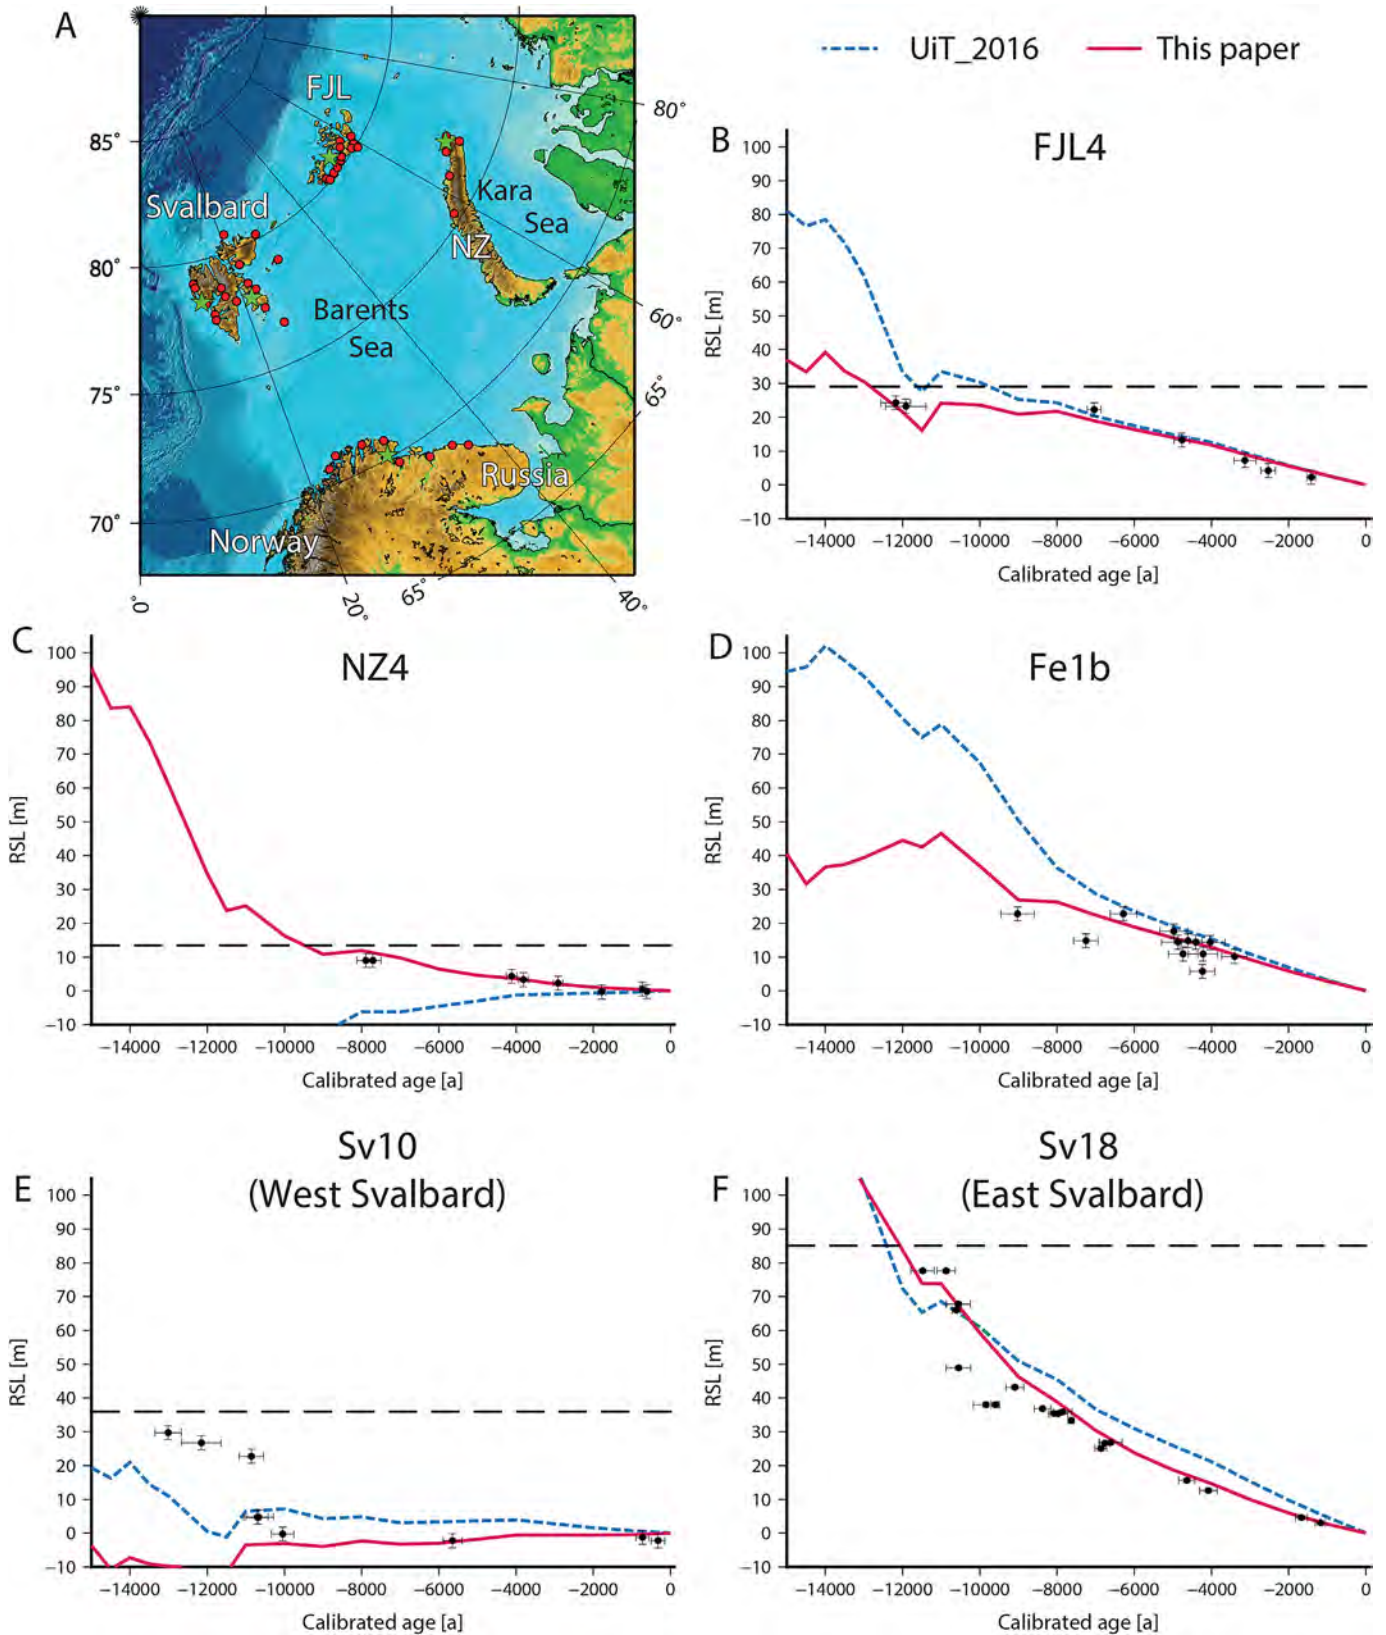 A
UiT_2016
This paper
FJL
80°
85°
Svalbard
Kara
Sea
NZ
80°
Barents
Sea
60°
75°
65°
Russia
70°
Norway
0°
20°
65°
40°
B
FJL4
100
90
80
70
60
50
40
30
20
10
0
−10
RSL [m]
−14000 −12000 −10000 −8000 −6000 −4000 −2000 0
Calibrated age [a]
C
NZ4
100
90
80
70
60
50
40
30
20
10
0
−10
RSL [m]
−14000 −12000 −10000 −8000 −6000 −4000 −2000 0
Calibrated age [a]
D
Fe1b
100
90
80
70
60
50
40
30
20
10
0
−10
RSL [m]
−14000 −12000 −10000 −8000 −6000 −4000 −2000 0
Calibrated age [a]
E
Sv10
(West Svalbard)
100
90
80
70
60
50
40
30
20
10
0
−10
RSL [m]
−14000 −12000 −10000 −8000 −6000 −4000 −2000 0
Calibrated age [a]
F
Sv18
(East Svalbard)
100
90
80
70
60
50
40
30
20
10
0
−10
RSL [m]
−14000 −12000 −10000 −8000 −6000 −4000 −2000 0
Calibrated age [a]